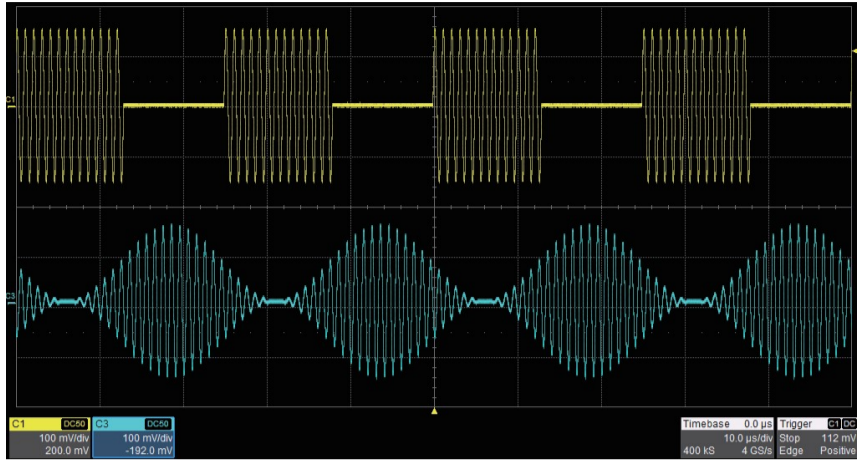 C1
C3
C1 DC50
100 mV/div
200.0 mV
C3 DC50
100 mV/div
-192.0 mV
Timebase 0.0 µs
10.0 µs/div
400 kS 4 GS/s
Trigger C1 DC
Stop 112 mV
Edge Positive